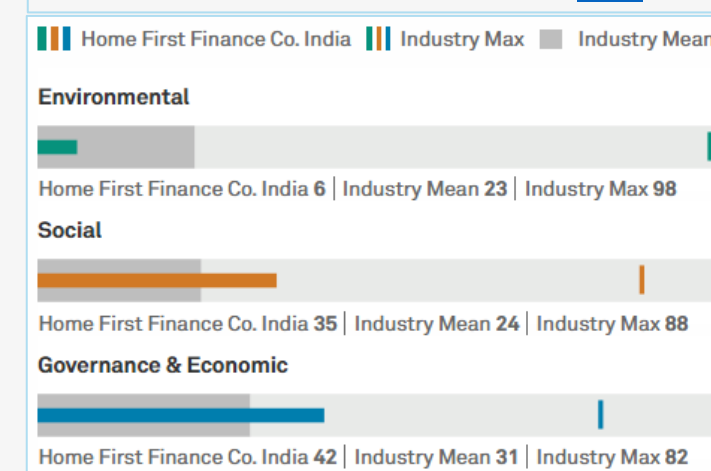 Home First Finance Co. India Industry Max Industry Mean
Environmental
Home First Finance Co. India 6 | Industry Mean 23 | Industry Max 98
Social
Home First Finance Co. India 35 | Industry Mean 24 | Industry Max 88
Governance & Economic
Home First Finance Co. India 42 | Industry Mean 31 | Industry Max 82